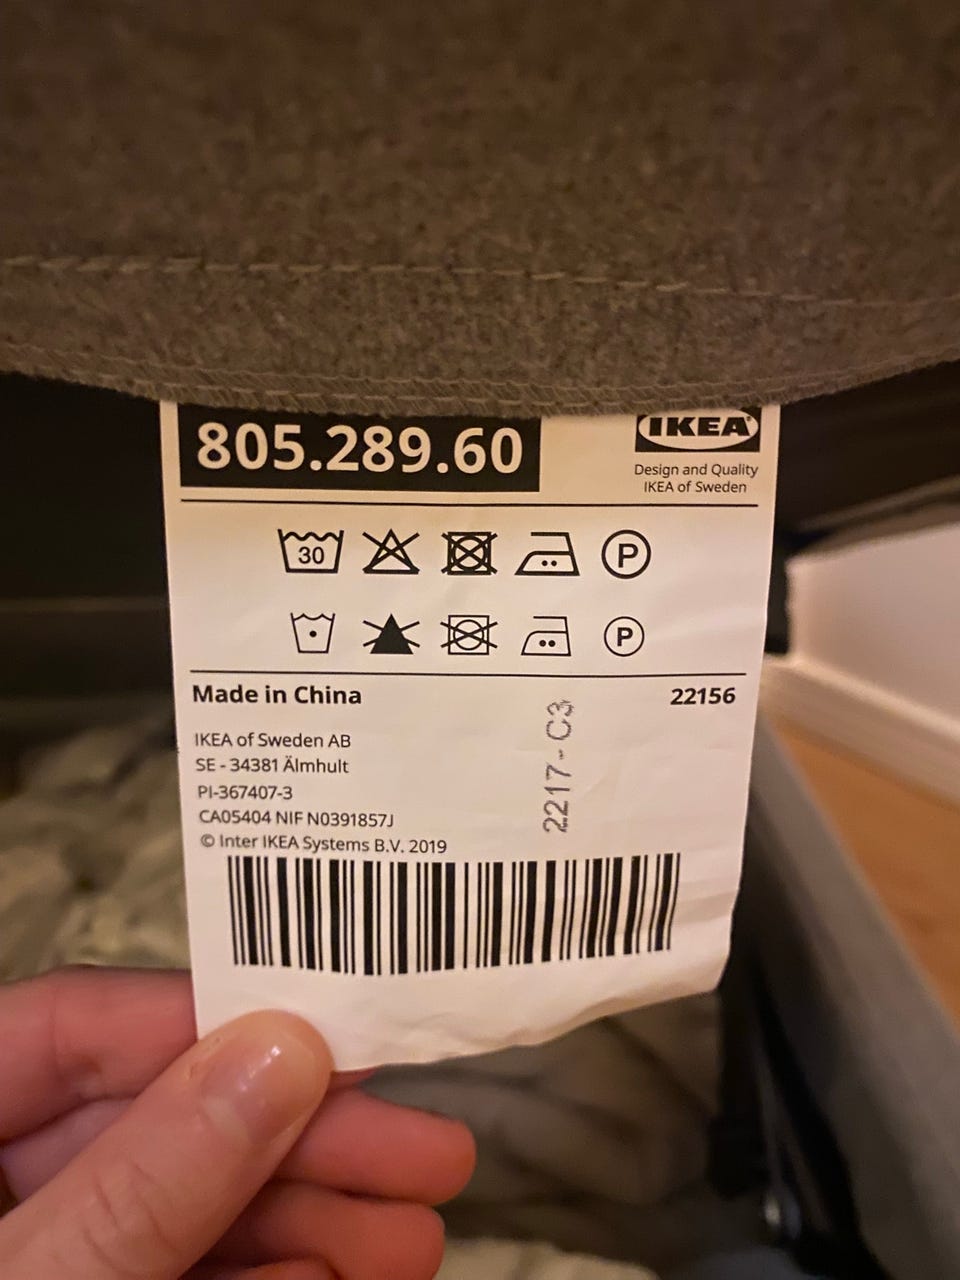 805.289.60
IKEA®
Design and Quality
IKEA of Sweden
30
P
P
Made in China
22156
2217 - C3
IKEA of Sweden AB
SE - 34381 Älmhult
PI-367407-3
CA05404 NIF N0391857J
© Inter IKEA Systems B.V. 2019